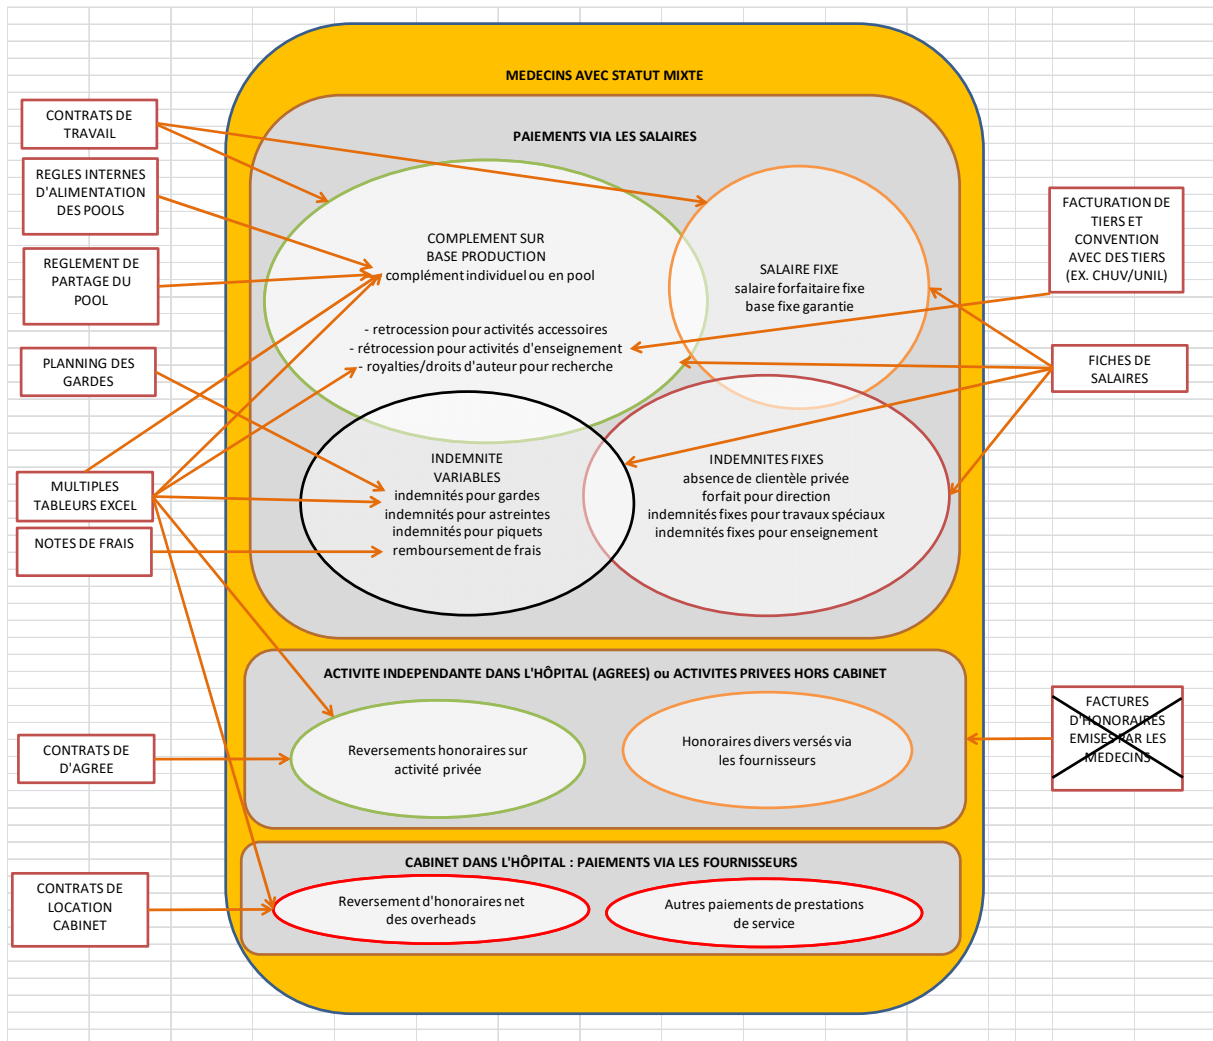 MEDECINS AVEC STATUT MIXTE
PAIEMENTS VIA LES SALAIRES
CONTRATS DE
TRAVAIL
REGLES INTERNES
D'ALIMENTATION
DES POOLS
REGLEMENT DE
PARTAGE DU
POOL
PLANNING DES
GARDES
MULTIPLES
TABLEURS EXCEL
NOTES DE FRAIS
CONTRATS
D'AGREE
CONTRATS DE
LOCATION
CABINET
COMPLEMENT SUR
BASE PRODUCTION
complément individuel ou en pool
- retrocession pour activités accessoires
- rétrocession pour activités d'enseignement
- royalties/droits d'auteur pour recherche
SALAIRE FIXE
salaire forfaitaire fixe
base fixe garantie
INDEMNITE
VARIABLES
indemnités pour gardes
indemnités pour astreintes
indemnités pour piquets
remboursement de frais
INDEMNITES FIXES
absence de clientèle privée
forfait pour direction
indemnités fixes pour travaux spéciaux
indemnités fixes pour enseignement
FACTURATION DE
TIERS ET
CONVENTION
AVEC DES TIERS
(EX. CHUV/UNIL)
FICHES DE
SALAIRES
ACTIVITE INDEPENDANTE DANS L'HÔPITAL (AGREES) ou ACTIVITES PRIVEES HORS CABINET
Reversements honoraires sur
activité privée
Honoraires divers versés via
les fournisseurs
FACTURES
D'HONORAIRES
EMISES PAR LES
MEDECINS
CABINET DANS L'HÔPITAL : PAIEMENTS VIA LES FOURNISSEURS
Reversement d'honoraires net
des overheads
Autres paiements de prestations
de service